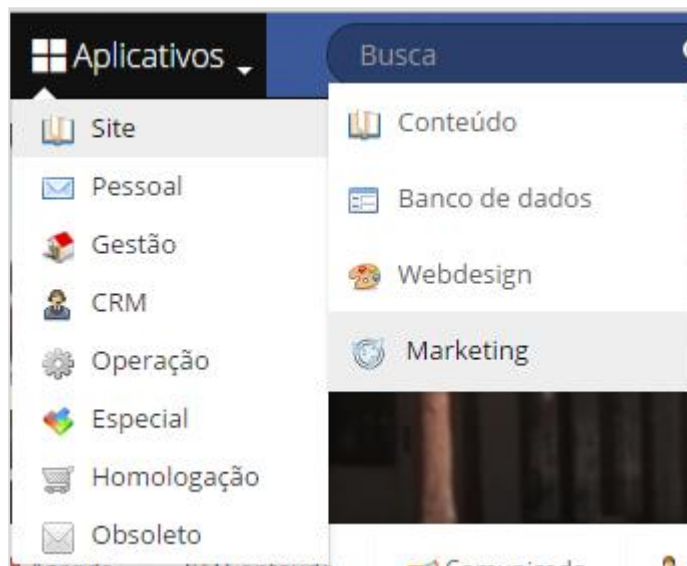 Aplicativos
Busca
Site
Pessoal
Gestão
CRM
Operação
Especial
Homologação
Obsoleto
Conteúdo
Banco de dados
Webdesign
Marketing